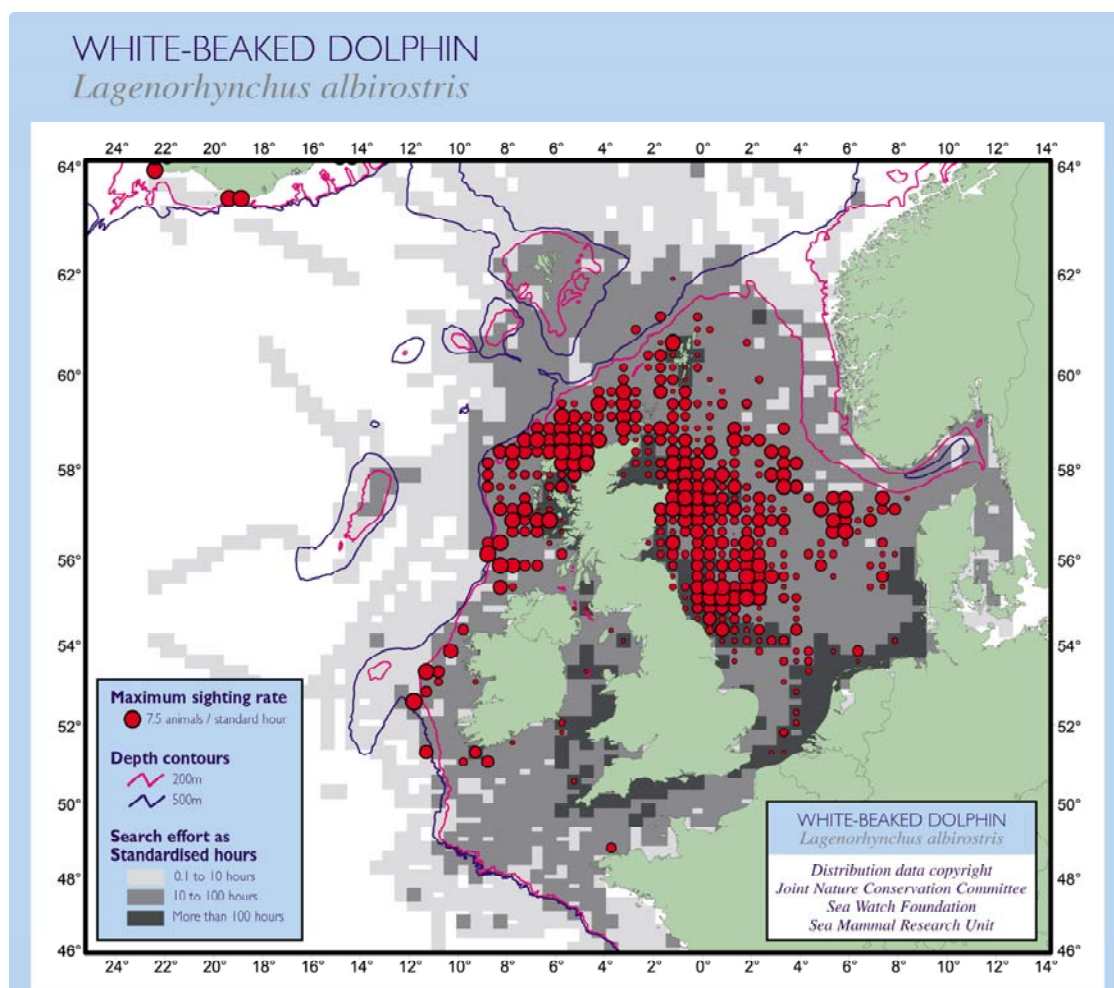 WHITE-BEAKED DOLPHIN
Lagenorhynchus albirostris
24° 22° 20° 18° 16° 14° 12° 10° 8° 6° 4° 2° 0° 2° 4° 6° 8° 10° 12° 14°
64° 64°
62° 62°
60° 60°
58° 58°
56° 56°
54° 54°
52° 52°
50° 50°
48° 48°
46° 46°
Maximum sighting rate
7.5 animals / standard hour
Depth contours
200m
500m
Search effort as
Standardised hours
0.1 to 10 hours
10 to 100 hours
More than 100 hours
WHITE-BEAKED DOLPHIN
Lagenorhynchus albirostris
Distribution data copyright
Joint Nature Conservation Committee
Sea Watch Foundation
Sea Mammal Research Unit
24° 22° 20° 18° 16° 14° 12° 10° 8° 6° 4° 2° 0° 2° 4° 6° 8° 10° 12° 14°